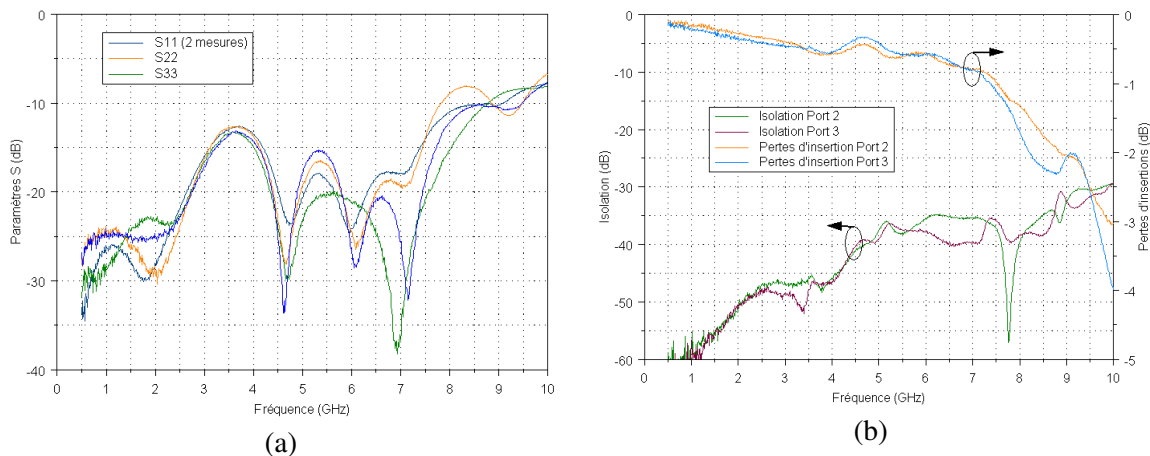 0
-10
-20
-30
-40
Paramètres S (dB)
S11 (2 mesures)
S22
S33
0 1 2 3 4 5 6 7 8 9 10
Fréquence (GHz)
(a)
0
-10
-20
-30
-40
-50
-60
Isolation (dB)
Isolation Port 2
Isolation Port 3
Pertes d'insertion Port 2
Pertes d'insertion Port 3
0
-1
-2
-3
-4
-5
Pertes d'insertions (dB)
0 1 2 3 4 5 6 7 8 9 10
Fréquence (GHz)
(b)